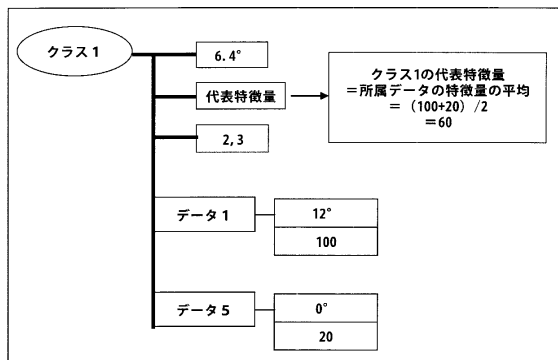 クラス1
6.4°
代表特徴量
クラス1の代表特徴量
＝所属データの特徴量の平均
＝（100+20）/2
＝60
2,3
データ1
12°
100
データ5
0°
20